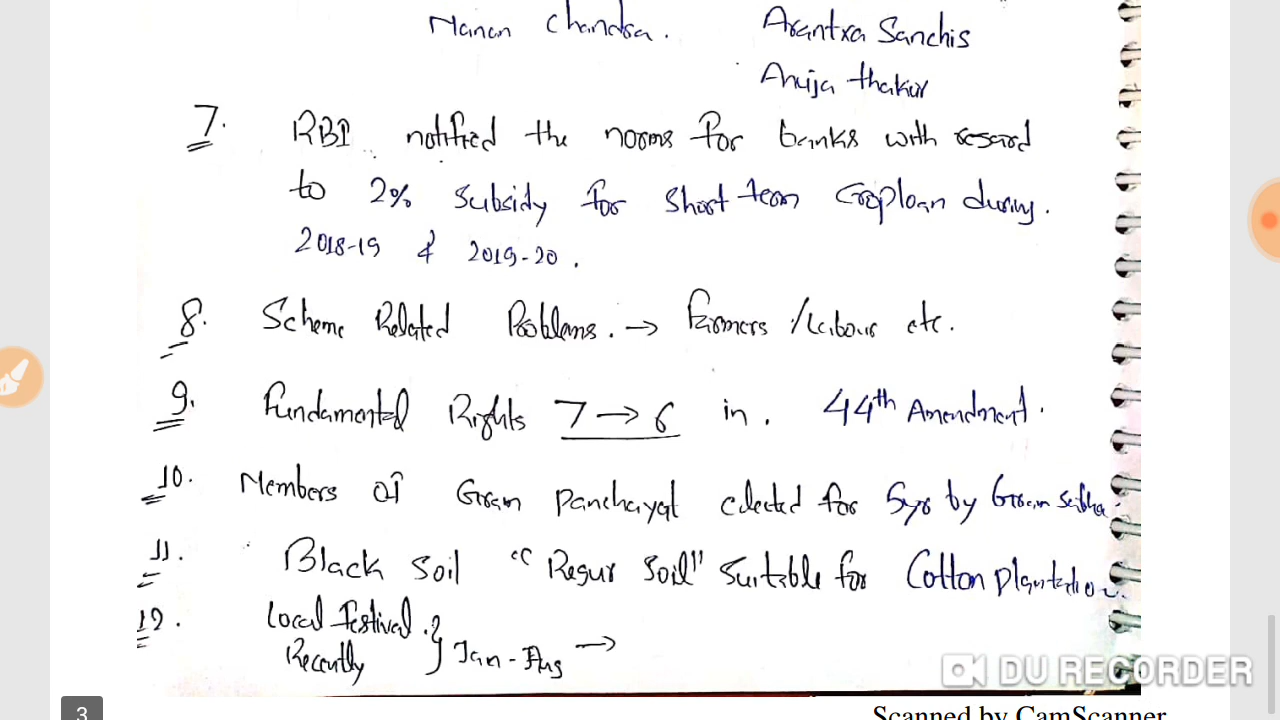 Manan Chandra. Arantxa Sanchis
Anuja Thakur
7. RBI notified the norms for banks with regard
to 2% Subsidy for Short term Croploan during.
2018-19 & 2019-20.
8. Scheme Related Problems. → Farmers /Labour etc.
9. Fundamental Rights 7 → 6 in. 44th Amendment.
10. Members of Gram Panchayat elected for 5yr by Gram Sabha.
11. Black Soil "Regur Soil" Suitable for Cotton Plantation.
12. Local Festival &
Recently } Jan - Aug →
DU RECORDER
3
Scanned by CamScanner